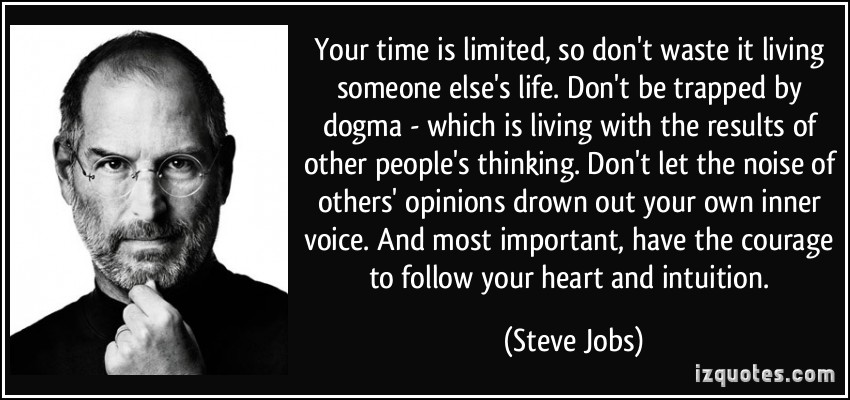 Your time is limited, so don't waste it living
someone else's life. Don't be trapped by
dogma - which is living with the results of
other people's thinking. Don't let the noise of
others' opinions drown out your own inner
voice. And most important, have the courage
to follow your heart and intuition.
(Steve Jobs)
izquotes.com